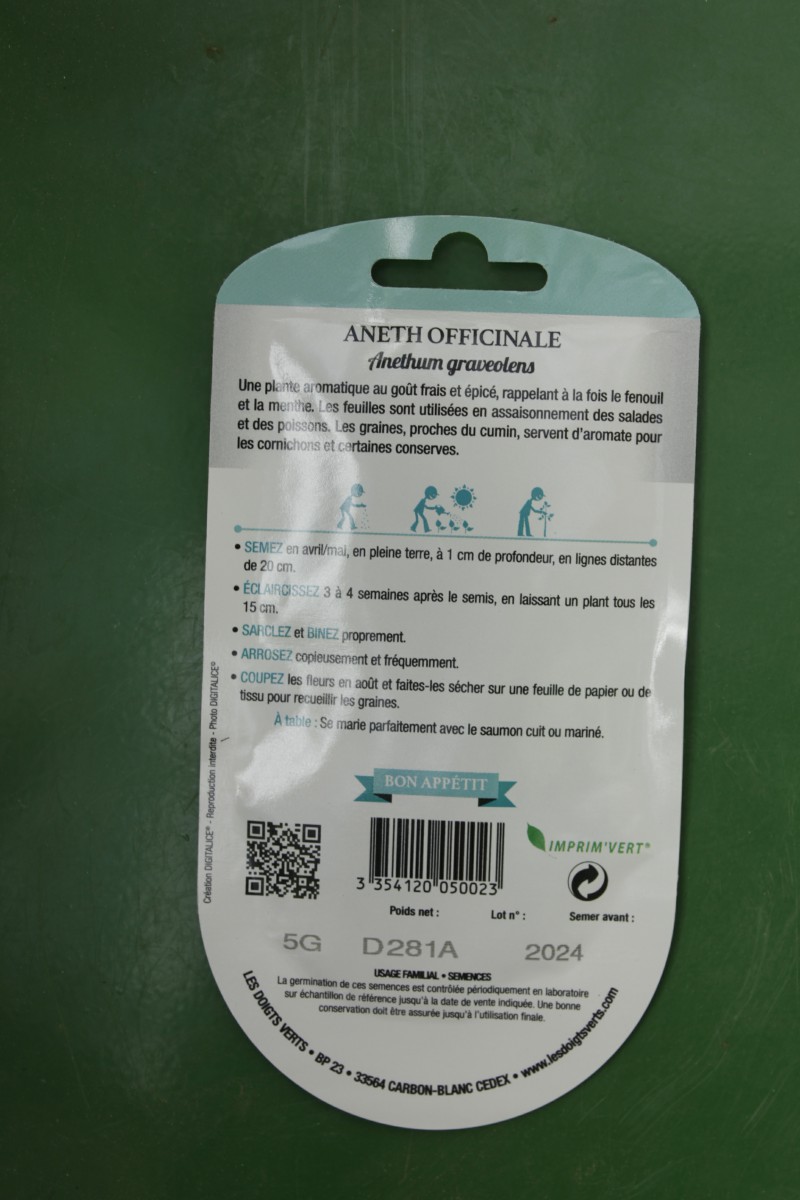 ANETH OFFICINALE
Anethum graveolens
Une plante aromatique au goût frais et épicé, rappelant à la fois le fenouil
et la menthe. Les feuilles sont utilisées en assaisonnement des salades
et des poissons. Les graines, proches du cumin, servent d'aromate pour
les cornichons et certaines conserves.
• SEMEZ en avril/mai, en pleine terre, à 1 cm de profondeur, en lignes distantes
de 20 cm.
• ÉCLAIRCISSEZ 3 à 4 semaines après le semis, en laissant un plant tous les
15 cm.
• SARCLEZ et BINEZ proprement.
• ARROSEZ copieusement et fréquemment.
• COUPEZ les fleurs en août et faites-les sécher sur une feuille de papier ou de
tissu pour recueillir les graines.
À table : Se marie parfaitement avec le saumon cuit ou mariné.
Création DIGITALICE® - Reproduction interdite - Photo DIGITALICE®
BON APPÉTIT
IMPRIM'VERT®
3 354120 050023
Poids net : Lot n° : Semer avant :
5G D281A 2024
USAGE FAMILIAL • SEMENCES
La germination de ces semences est contrôlée périodiquement en laboratoire
sur échantillon de référence jusqu'à la date de vente indiquée. Une bonne
conservation doit être assurée jusqu'à l'utilisation finale.
LES DOIGTS VERTS • BP 23 • 33564 CARBON-BLANC CEDEX • www.lesdoigtsverts.com